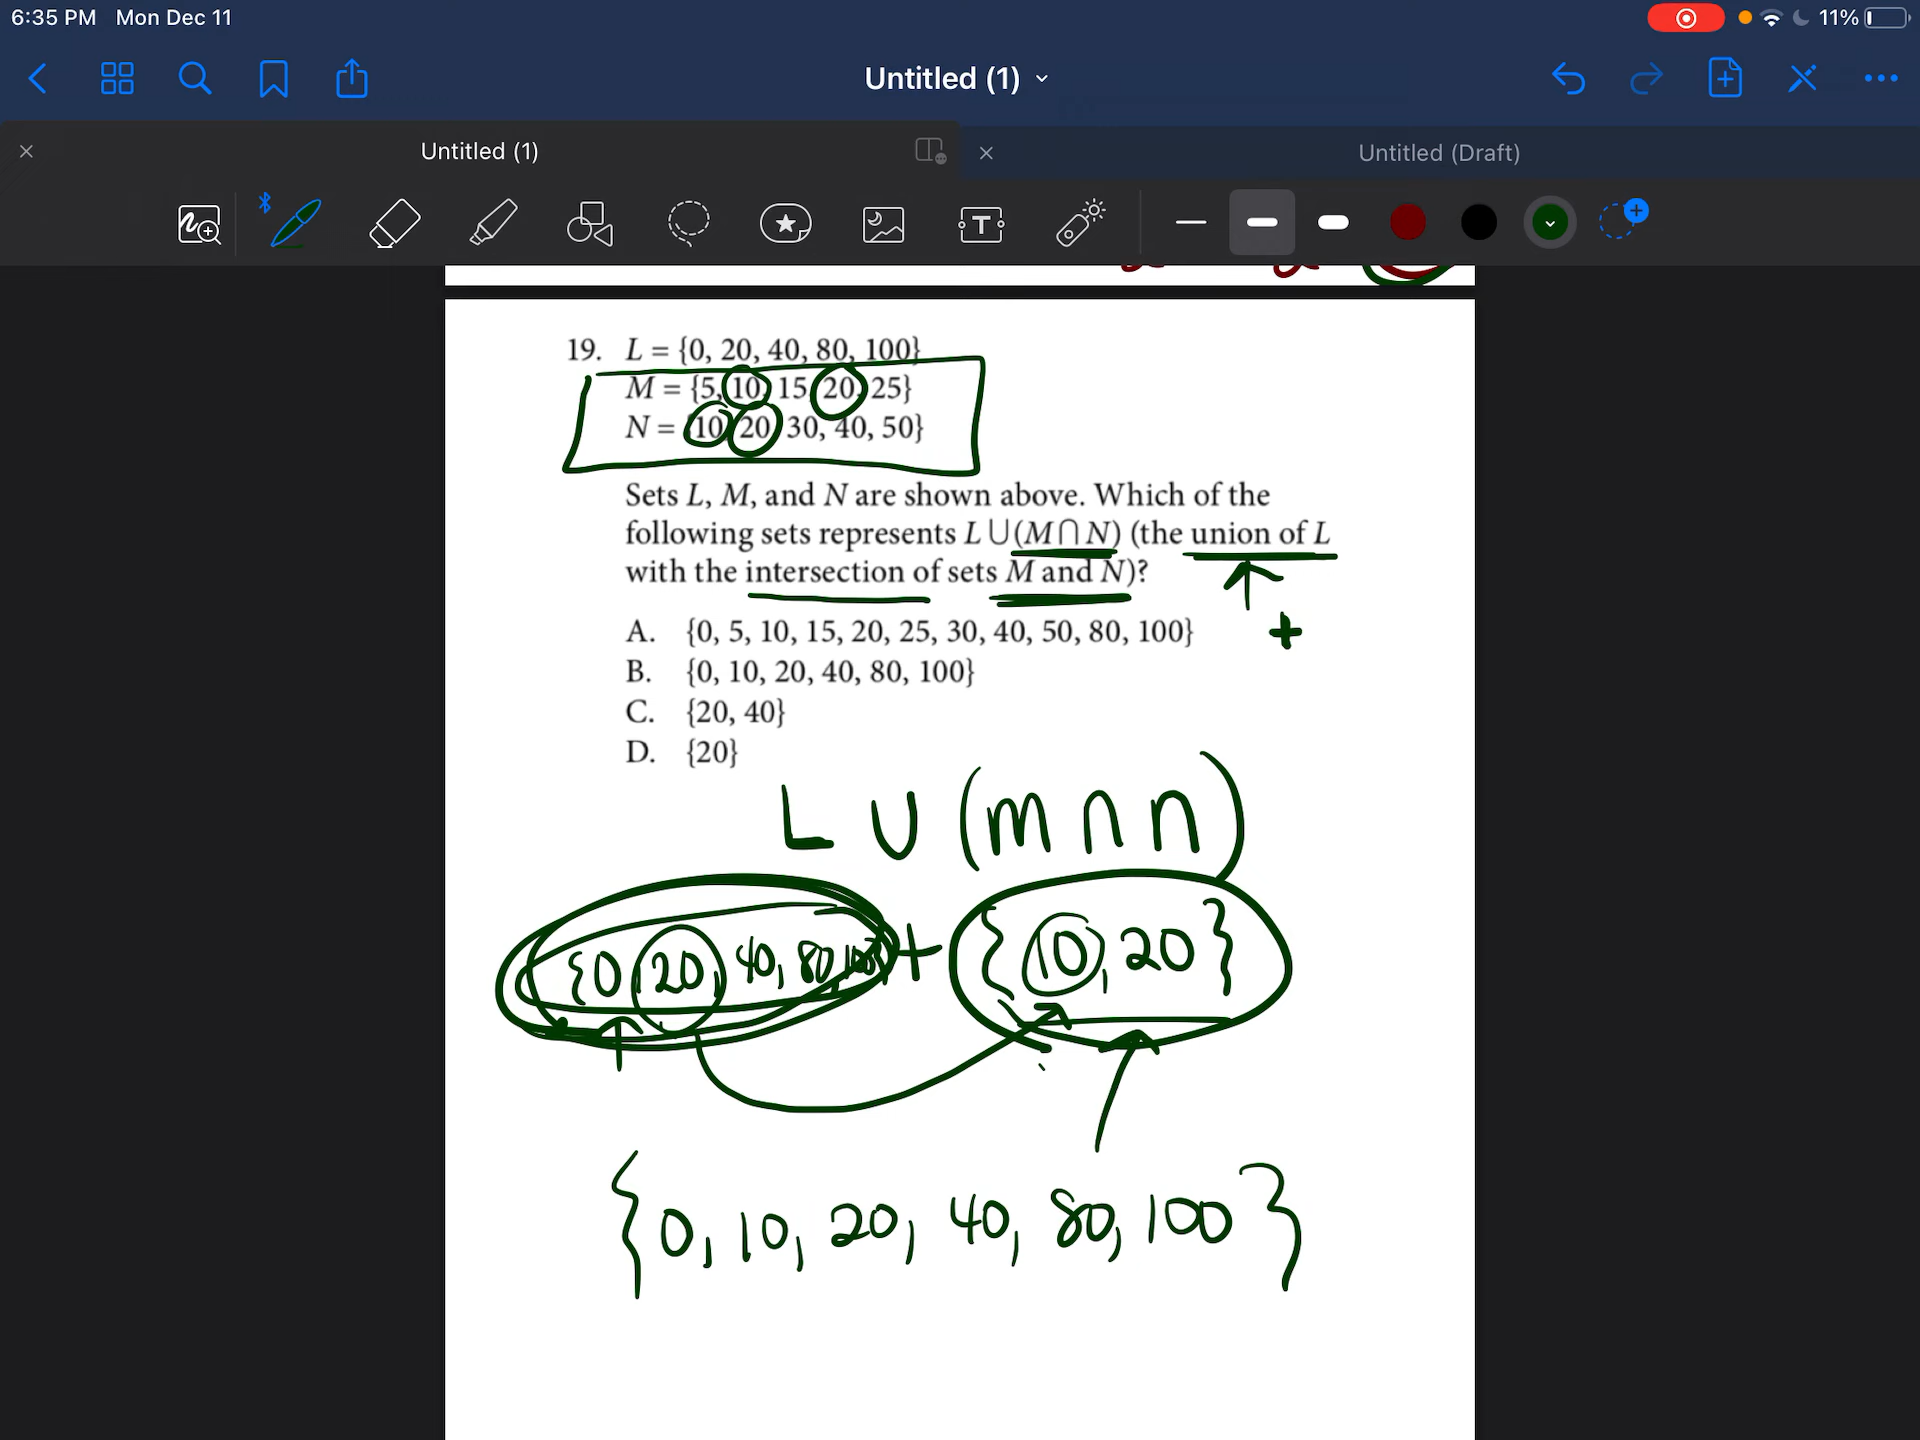 6:35 PM Mon Dec 11
11%
Untitled (1)
Untitled (1)
Untitled (Draft)
T
19. L = {0, 20, 40, 80, 100}
M = {5, 10, 15, 20, 25}
N = {10, 20, 30, 40, 50}
Sets L, M, and N are shown above. Which of the
following sets represents L ∪ (M ∩ N) (the union of L
with the intersection of sets M and N)?
+
A. {0, 5, 10, 15, 20, 25, 30, 40, 50, 80, 100}
B. {0, 10, 20, 40, 80, 100}
C. {20, 40}
D. {20}
L ∪ (m ∩ n)
{0, 20, 40, 80, 100} + {10, 20}
{0, 10, 20, 40, 80, 100}